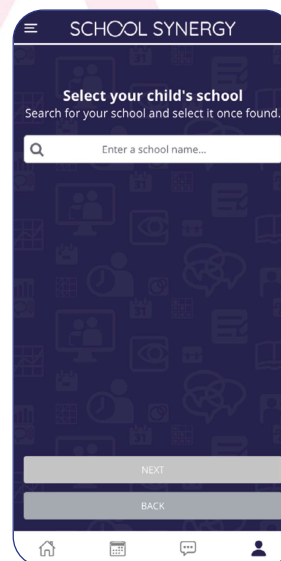 SCHOOL SYNERGY
Select your child's school
Search for your school and select it once found.
Enter a school name...
NEXT
BACK